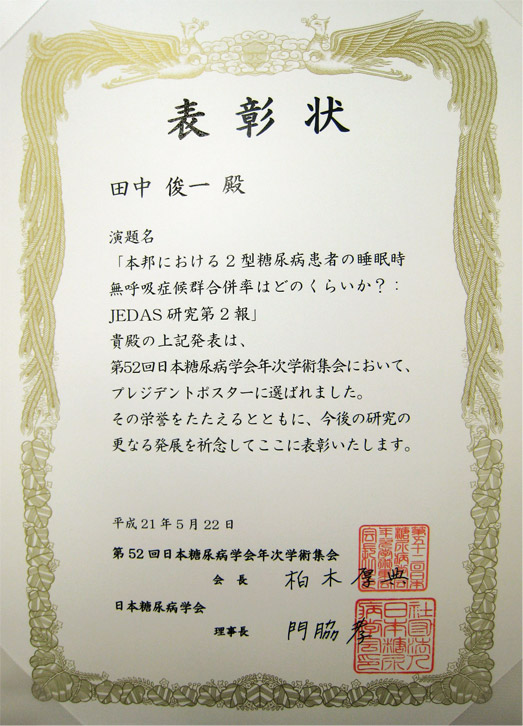 表彰状
田中 俊一 殿
演題名
「本邦における2型糖尿病患者の睡眠時
無呼吸症候群合併率はどのくらいか？：
JEDAS 研究第2報」
貴殿の上記発表は、
第52回日本糖尿病学会年次学術集会において、
プレジデントポスターに選ばれました。
その栄誉をたたえるとともに、今後の研究の
更なる発展を祈念してここに表彰いたします。
平成21年5月22日
第52回日本糖尿病学会年次学術集会
会長 柏木厚典
日本糖尿病学会
理事長 門脇孝